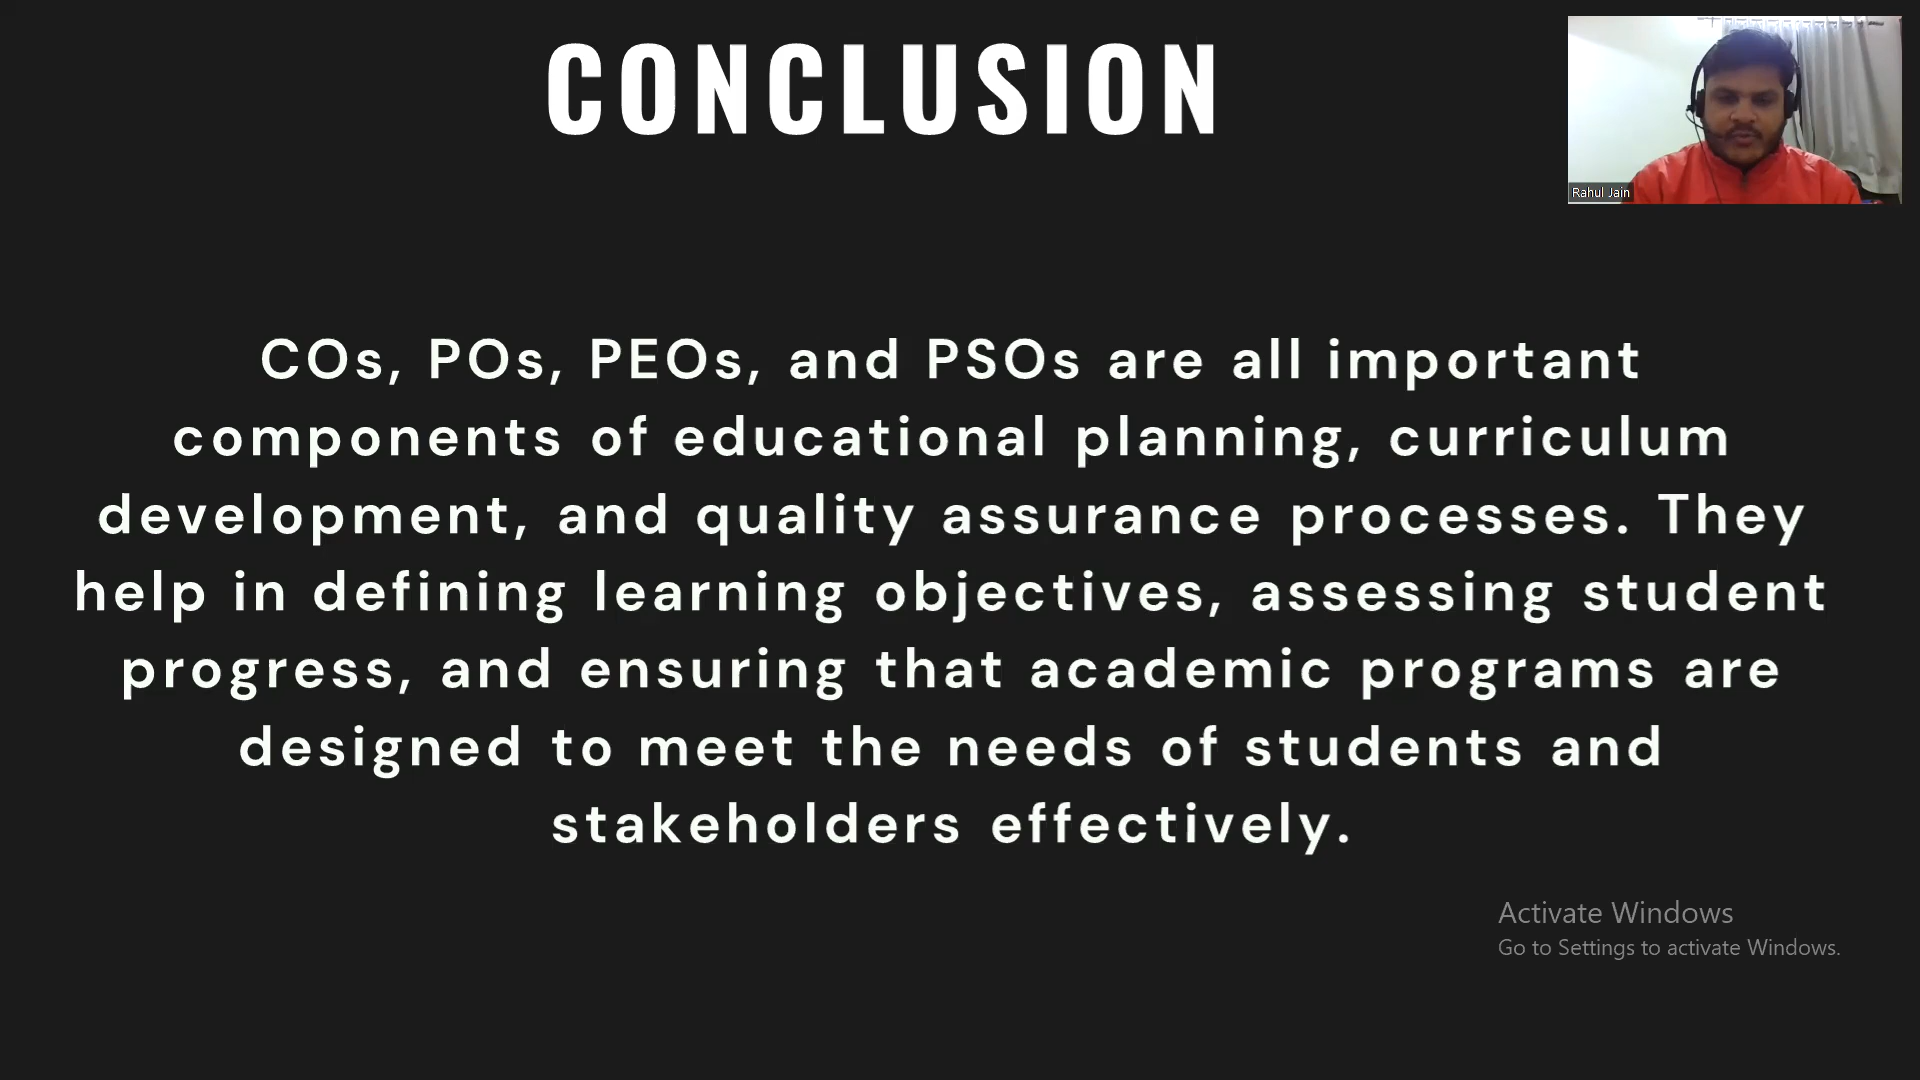 CONCLUSION
Rahul Jain
COs, POs, PEOs, and PSOs are all important
components of educational planning, curriculum
development, and quality assurance processes. They
help in defining learning objectives, assessing student
progress, and ensuring that academic programs are
designed to meet the needs of students and
stakeholders effectively.
Activate Windows
Go to Settings to activate Windows.